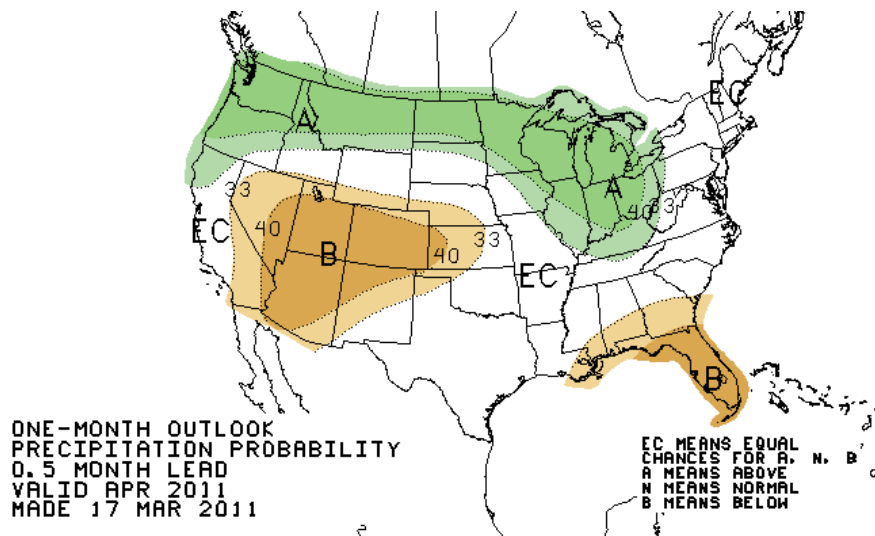 EC
A
33
A
40
33
40
EC
33
B
40
EC
B
ONE-MONTH OUTLOOK
PRECIPITATION PROBABILITY
0.5 MONTH LEAD
VALID APR 2011
MADE 17 MAR 2011
EC MEANS EQUAL
CHANCES FOR A, N, B
A MEANS ABOVE
N MEANS NORMAL
B MEANS BELOW